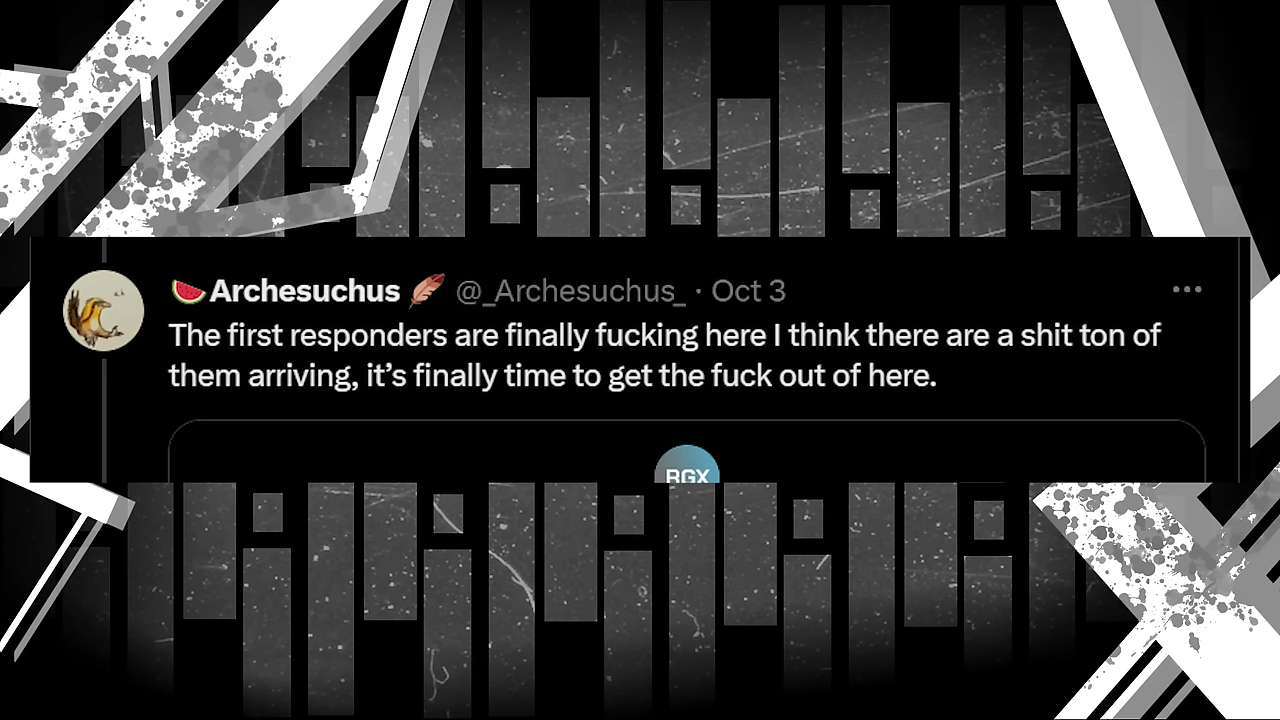 🍉Archesuchus 🪶 @_Archesuchus_ · Oct 3
The first responders are finally fucking here I think there are a shit ton of
them arriving, it’s finally time to get the fuck out of here.
RGX